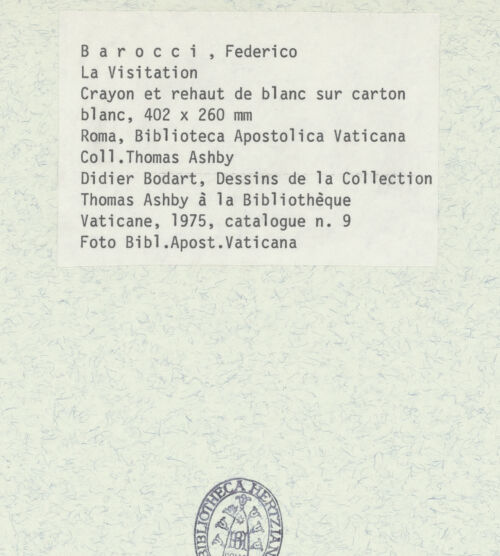 B a r o c c i , Federico
La Visitation
Crayon et rehaut de blanc sur carton
blanc, 402 x 260 mm
Roma, Biblioteca Apostolica Vaticana
Coll.Thomas Ashby
Didier Bodart, Dessins de la Collection
Thomas Ashby à la Bibliothèque
Vaticane, 1975, catalogue n. 9
Foto Bibl.Apost.Vaticana
BIBLIOTHECA HERTZIAN